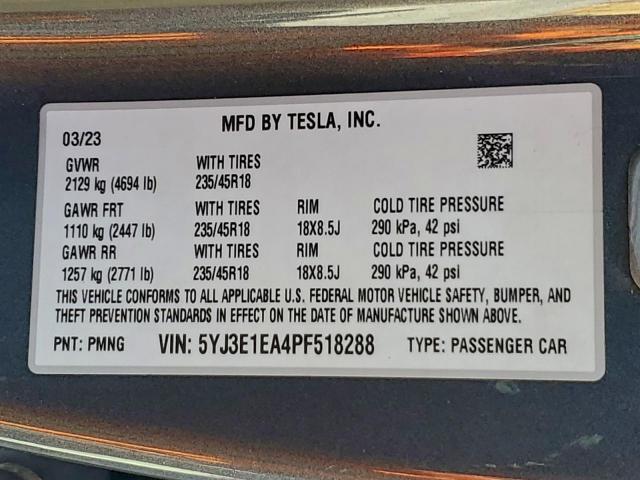 MFD BY TESLA, INC.
03/23
GVWR WITH TIRES
2129 kg (4694 lb) 235/45R18
GAWR FRT WITH TIRES RIM COLD TIRE PRESSURE
1110 kg (2447 lb) 235/45R18 18X8.5J 290 kPa, 42 psi
GAWR RR WITH TIRES RIM COLD TIRE PRESSURE
1257 kg (2771 lb) 235/45R18 18X8.5J 290 kPa, 42 psi
THIS VEHICLE CONFORMS TO ALL APPLICABLE U.S. FEDERAL MOTOR VEHICLE SAFETY, BUMPER, AND
THEFT PREVENTION STANDARDS IN EFFECT ON THE DATE OF MANUFACTURE SHOWN ABOVE.
PNT: PMNG VIN: 5YJ3E1EA4PF518288 TYPE: PASSENGER CAR